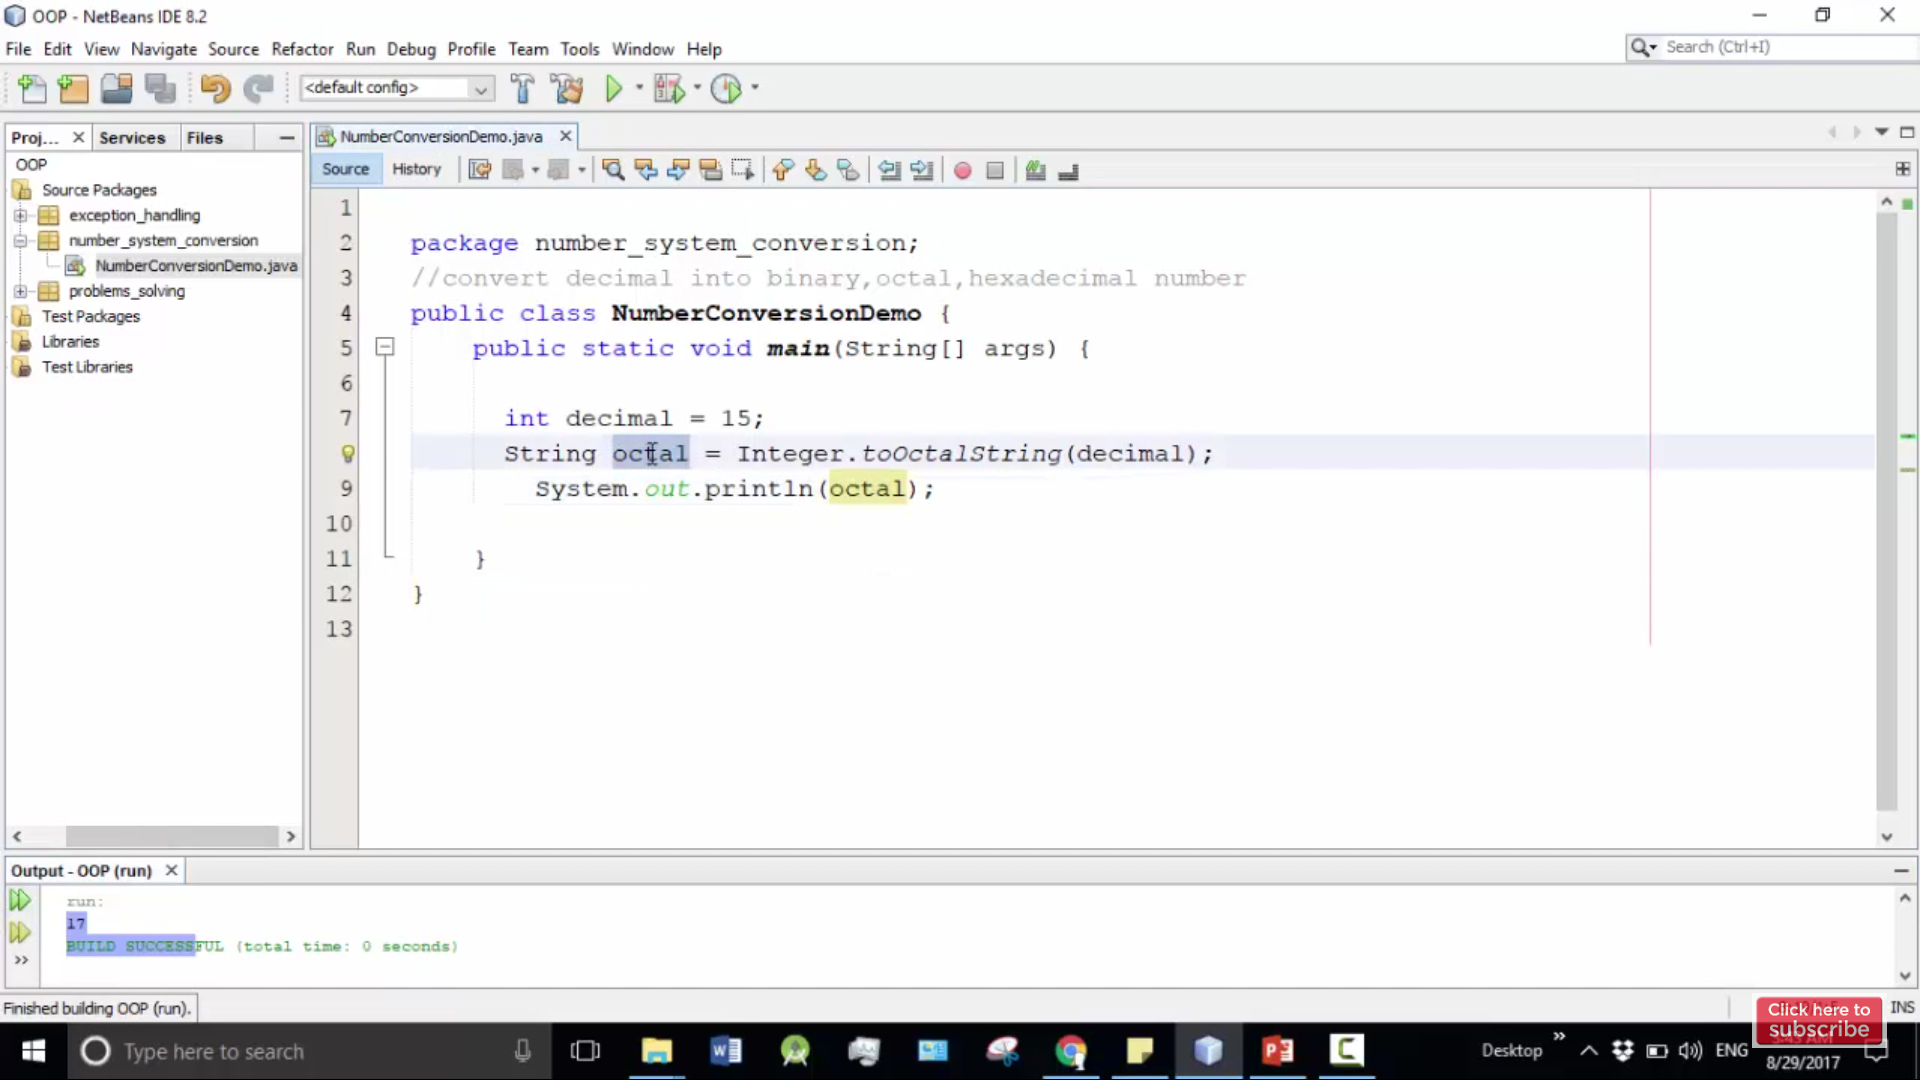 OOP - NetBeans IDE 8.2
File Edit View Navigate Source Refactor Run Debug Profile Team Tools Window Help
Search (Ctrl+I)
<default config>
Proj... Services Files
NumberConversionDemo.java
OOP
Source Packages
exception_handling
number_system_conversion
NumberConversionDemo.java
problems_solving
Test Packages
Libraries
Test Libraries
Source History
1
2 package number_system_conversion;
3 //convert decimal into binary,octal,hexadecimal number
4 public class NumberConversionDemo {
5 public static void main(String[] args) {
6
7 int decimal = 15;
String octal = Integer.toOctalString(decimal);
9 System.out.println(octal);
10
11 }
12 }
13
Output - OOP (run)
run:
17
BUILD SUCCESSFUL (total time: 0 seconds)
Finished building OOP (run).
INS
Click here to
subscribe
Type here to search
Desktop
ENG
8/29/2017